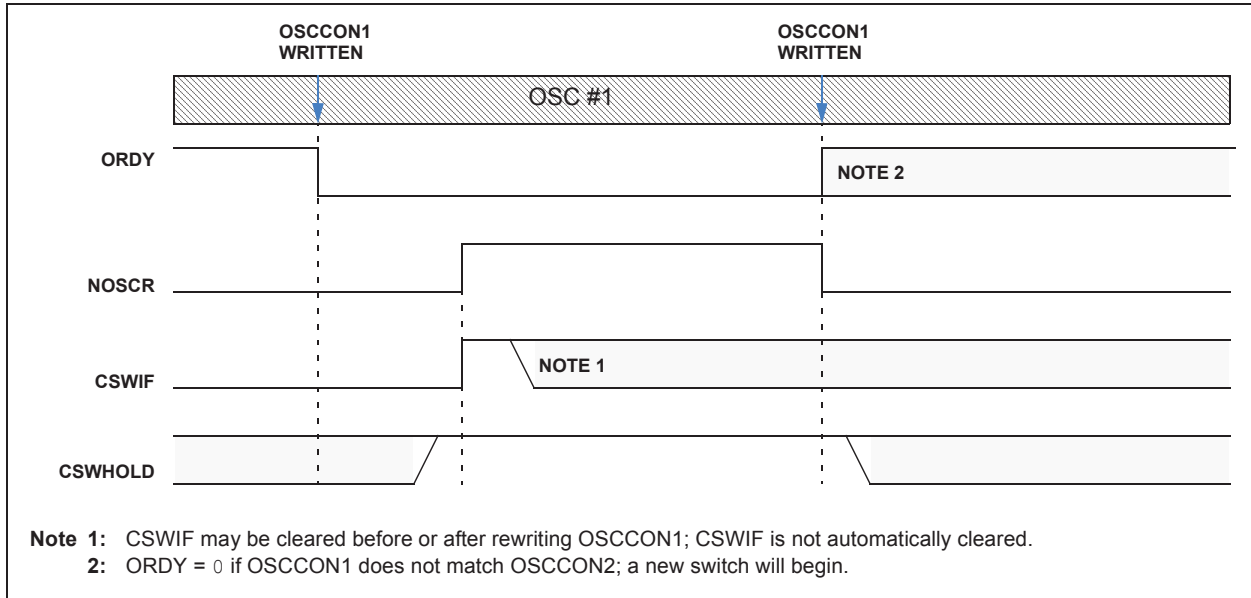 OSCCON1
WRITTEN
OSCCON1
WRITTEN
OSC #1
ORDY
NOTE 2
NOSCR
NOTE 1
CSWIF
CSWHOLD
Note 1: CSWIF may be cleared before or after rewriting OSCCON1; CSWIF is not automatically cleared.
2: ORDY = 0 if OSCCON1 does not match OSCCON2; a new switch will begin.